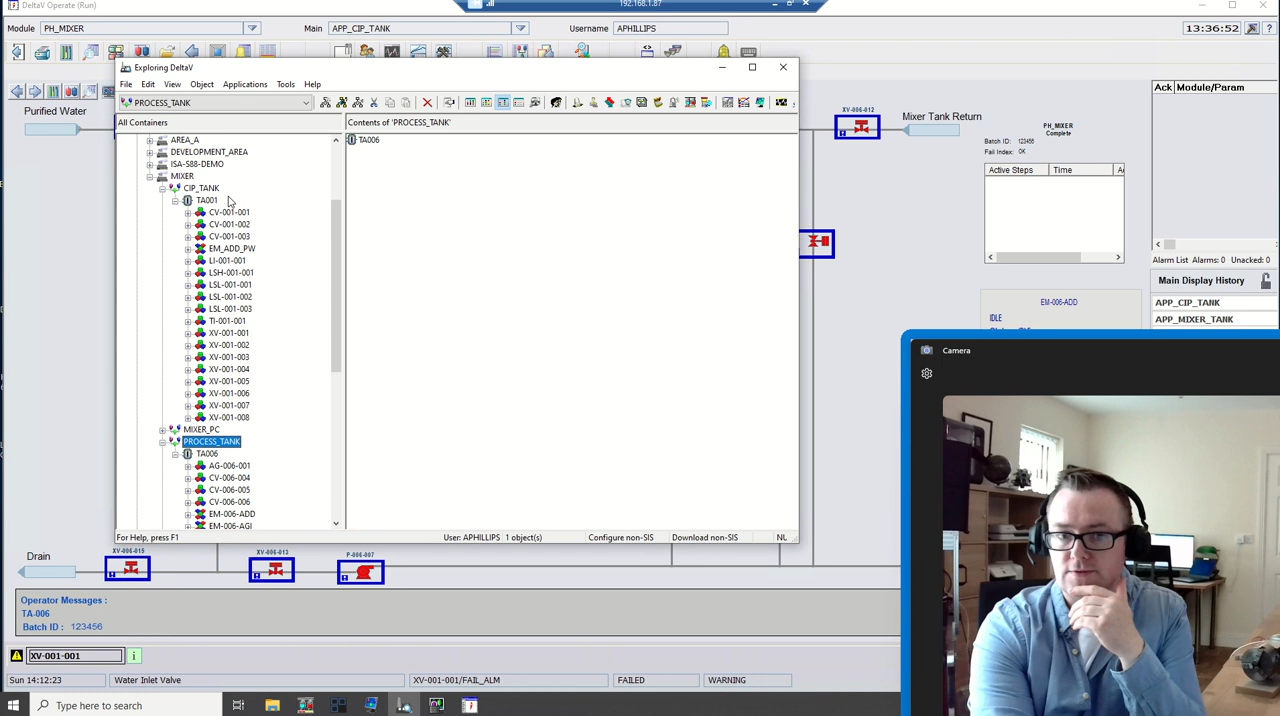 DeltaV Operate (Run)
192.168.1.87
Module
PH_MIXER
Main
APP_CIP_TANK
Username
APHILLIPS
13:36:52
Purified Water
XV-006-012
Mixer Tank Return
PH_MIXER
Complete
Batch ID: 123456
Fail Index: OK
Active Steps
Time
Ack Module/Param
Alarm List Alarms: 0 Unacked: 0
Main Display History
APP_CIP_TANK
APP_MIXER_TANK
EM-006-ADD
IDLE
Exploring DeltaV
File Edit View Object Applications Tools Help
PROCESS_TANK
All Containers
Contents of 'PROCESS_TANK'
AREA_A
DEVELOPMENT_AREA
ISA-S88-DEMO
MIXER
CIP_TANK
TA001
CV-001-001
CV-001-002
CV-001-003
EM_ADD_PW
LI-001-001
LSH-001-001
LSL-001-001
LSL-001-002
LSL-001-003
TI-001-001
XV-001-001
XV-001-002
XV-001-003
XV-001-004
XV-001-005
XV-001-006
XV-001-007
XV-001-008
MIXER_PC
PROCESS_TANK
TA006
AG-006-001
CV-006-004
CV-006-005
CV-006-006
EM-006-ADD
EM-006-AGI
TA006
For Help, press F1
User: APHILLIPS
1 object(s)
Configure non-SIS
Download non-SIS
NU
Camera
Drain
XV-006-015
XV-006-013
P-006-007
Operator Messages :
TA-006
Batch ID : 123456
XV-001-001
Sun 14:12:23
Water Inlet Valve
XV-001-001/FAIL_ALM
FAILED
WARNING
Type here to search